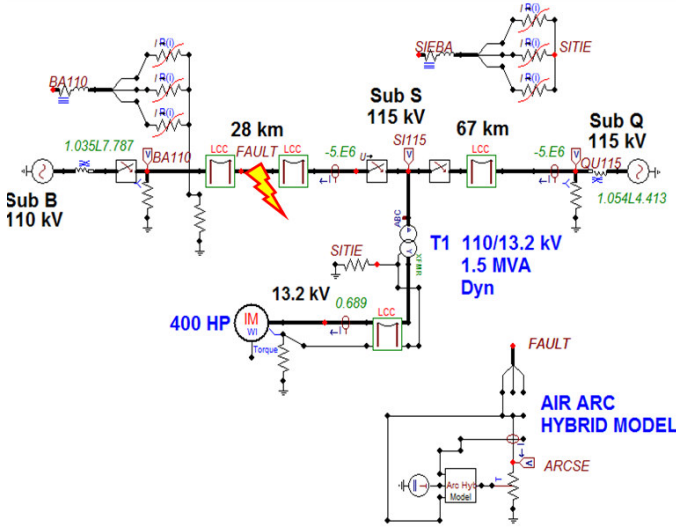 R(i)
R(i)
R(i)
BA110
R(i)
R(i)
R(i)
SIEBA
SITIE
Sub S
115 kV
28 km
67 km
Sub Q
115 kV
1.035L7.787
BA110
V
LCC
FAULT
LCC
-5.E6
I
U
SI115
V
LCC
-5.E6
I
V
QU115
1.054L4.413
Sub B
110 kV
ABC
Y
XFMR
T1 110/13.2 kV
1.5 MVA
Dyn
SITIE
13.2 kV
0.689
LCC
I
400 HP
IM
WI
Torque
FAULT
AIR ARC
HYBRID MODEL
I
V
ARCSE
T
Arc Hyb
Model
T